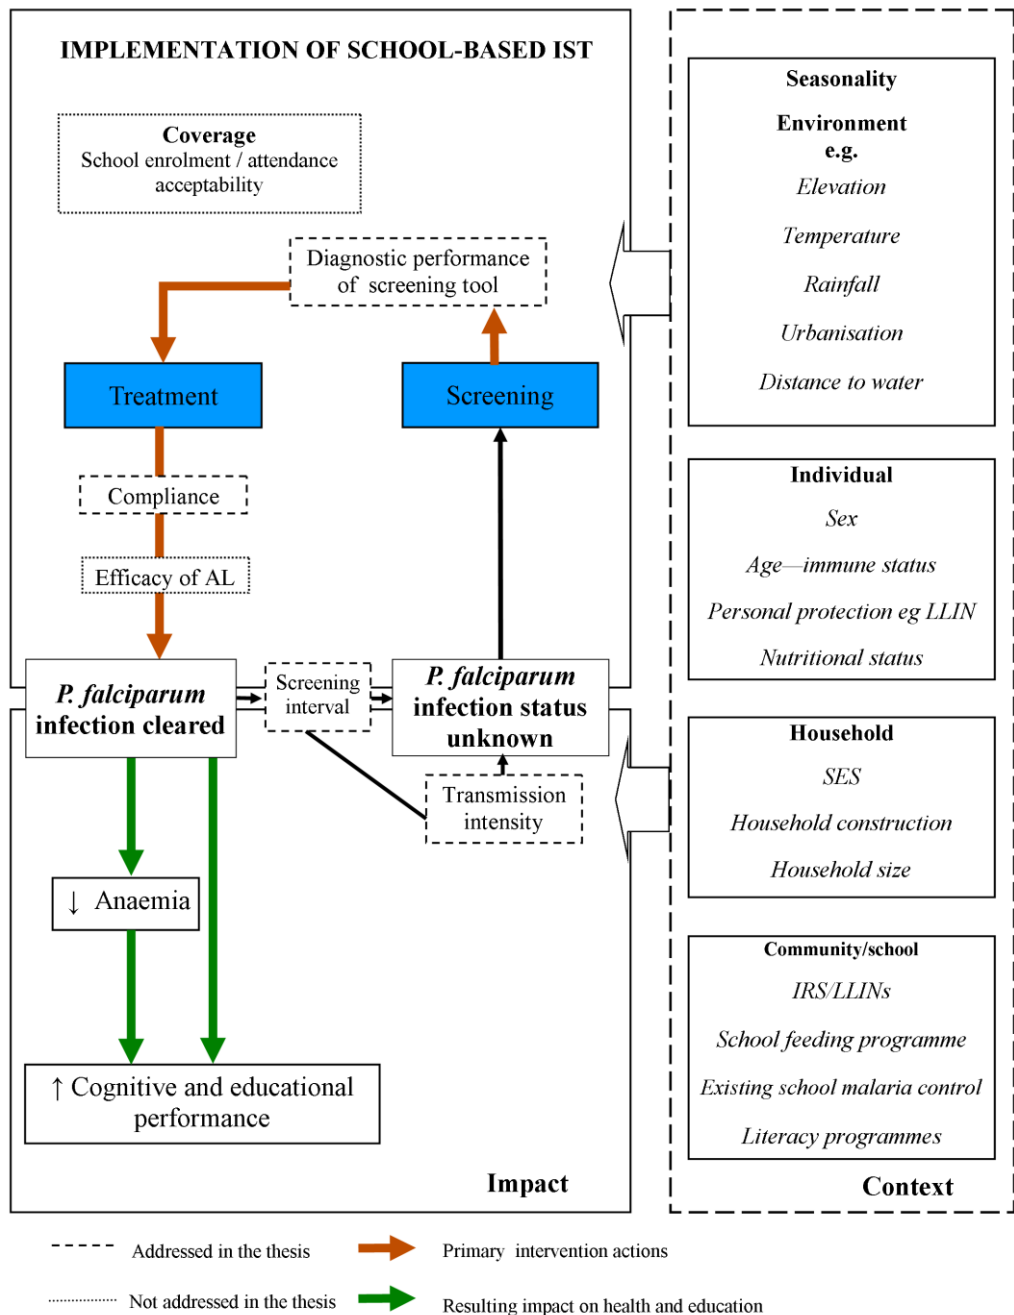 IMPLEMENTATION OF SCHOOL-BASED IST
Coverage
School enrolment / attendance
acceptability
Diagnostic performance
of screening tool
Treatment
Screening
Compliance
Efficacy of AL
P. falciparum
infection cleared
Screening
interval
P. falciparum
infection status
unknown
Transmission
intensity
↓ Anaemia
↑ Cognitive and educational
performance
Impact
Seasonality
Environment
e.g.
Elevation
Temperature
Rainfall
Urbanisation
Distance to water
Individual
Sex
Age—immune status
Personal protection eg LLIN
Nutritional status
Household
SES
Household construction
Household size
Community/school
IRS/LLINs
School feeding programme
Existing school malaria control
Literacy programmes
Context
Addressed in the thesis
Primary intervention actions
Not addressed in the thesis
Resulting impact on health and education